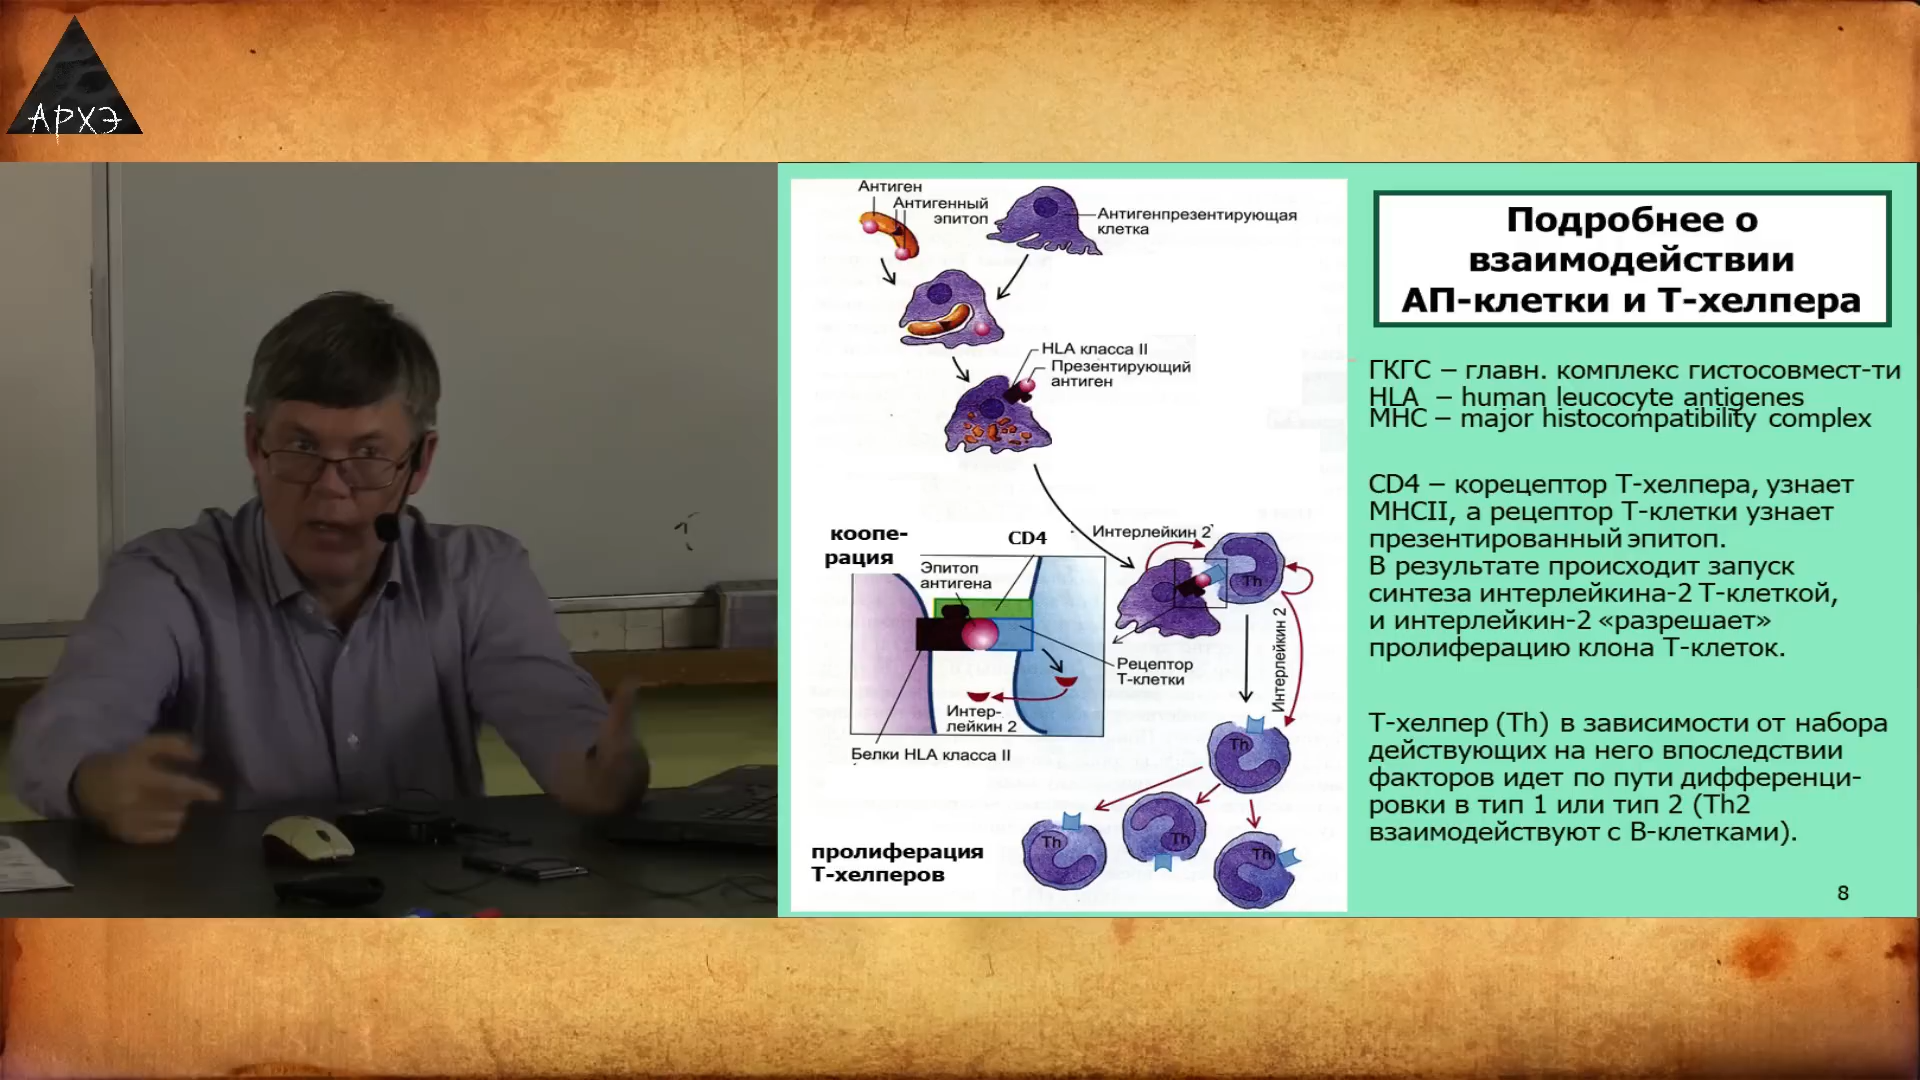 АРХЭ
Антиген
Антигенный
эпитоп
Антигенпрезентирующая
клетка
HLA класса II
Презентирующий
антиген
коопе-
рация
CD4
Интерлейкин 2
Эпитоп
антигена
Th
Рецептор
Т-клетки
Интер-
лейкин 2
Белки HLA класса II
Интерлейкин 2
Th
пролиферация
Т-хелперов
Th
Th
Th
Подробнее о
взаимодействии
АП-клетки и Т-хелпера
ГКГС – главн. комплекс гистосовмест-ти
HLA – human leucocyte antigenes
MHC – major histocompatibility complex
CD4 – корецептор Т-хелпера, узнает
MHCII, а рецептор Т-клетки узнает
презентированный эпитоп.
В результате происходит запуск
синтеза интерлейкина-2 Т-клеткой,
и интерлейкин-2 «разрешает»
пролиферацию клона Т-клеток.
Т-хелпер (Th) в зависимости от набора
действующих на него впоследствии
факторов идет по пути дифференци-
ровки в тип 1 или тип 2 (Th2
взаимодействуют с В-клетками).
8